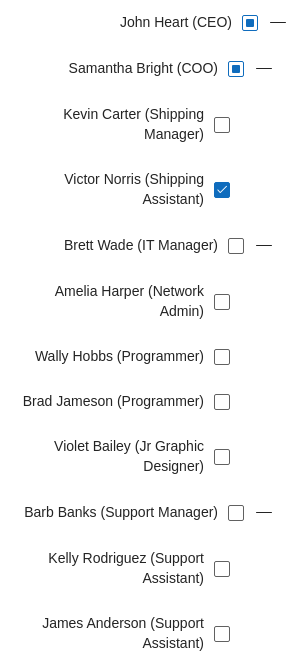 John Heart (CEO)
Samantha Bright (COO)
Kevin Carter (Shipping
Manager)
Victor Norris (Shipping
Assistant)
Brett Wade (IT Manager)
Amelia Harper (Network
Admin)
Wally Hobbs (Programmer)
Brad Jameson (Programmer)
Violet Bailey (Jr Graphic
Designer)
Barb Banks (Support Manager)
Kelly Rodriguez (Support
Assistant)
James Anderson (Support
Assistant)